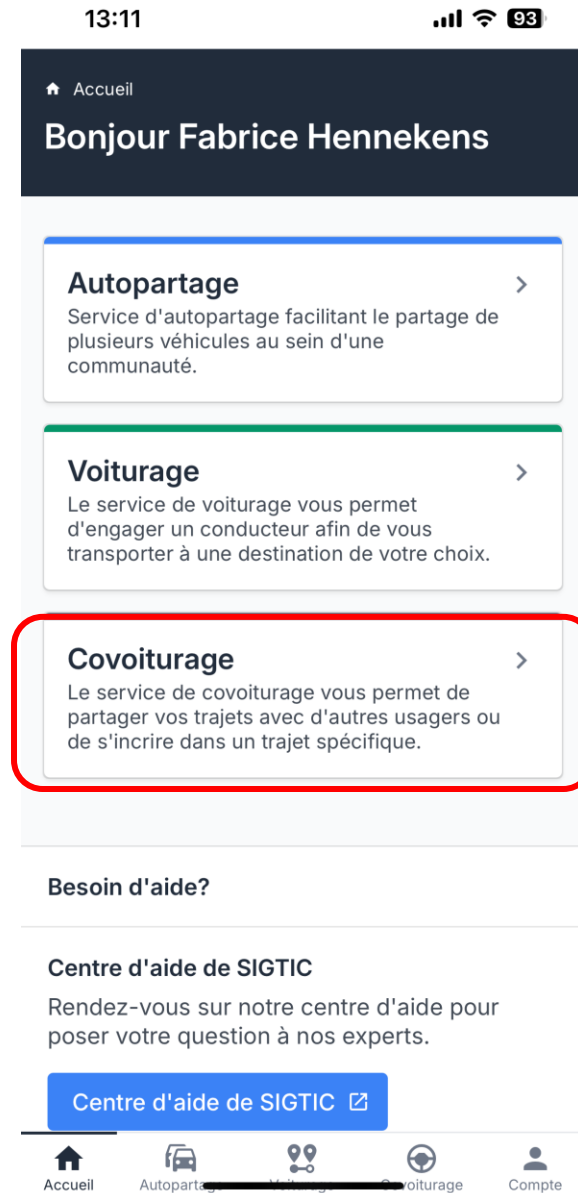 13:11
93
Accueil
Bonjour Fabrice Hennekens
Autopartage
Service d'autopartage facilitant le partage de
plusieurs véhicules au sein d'une
communauté.
Voiturage
Le service de voiturage vous permet
d'engager un conducteur afin de vous
transporter à une destination de votre choix.
Covoiturage
Le service de covoiturage vous permet de
partager vos trajets avec d'autres usagers ou
de s'incrire dans un trajet spécifique.
Besoin d'aide?
Centre d'aide de SIGTIC
Rendez-vous sur notre centre d'aide pour
poser votre question à nos experts.
Centre d'aide de SIGTIC
Accueil Autopartage Voiturage Covoiturage Compte